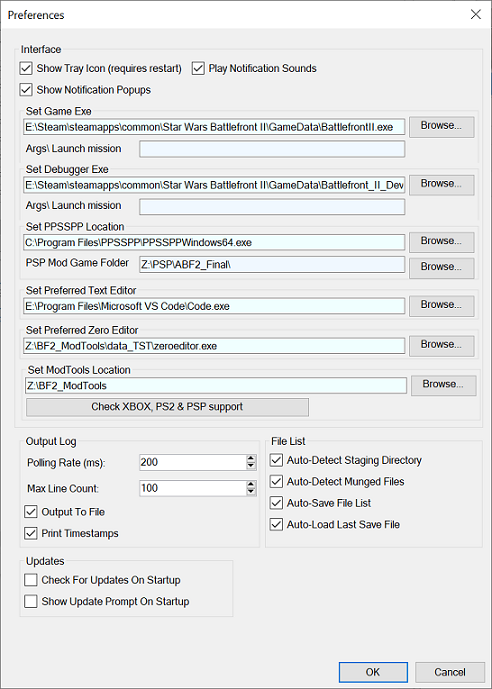 Preferences
Interface
Show Tray Icon (requires restart)
Play Notification Sounds
Show Notification Popups
Set Game Exe
E:\Steam\steamapps\common\Star Wars Battlefront II\GameData\BattlefrontII.exe
Browse...
Args\ Launch mission
Set Debugger Exe
E:\Steam\steamapps\common\Star Wars Battlefront II\GameData\Battlefront_II_Dev
Browse...
Args\ Launch mission
Set PPSSPP Location
C:\Program Files\PPSSPP\PPSSPPWindows64.exe
Browse...
PSP Mod Game Folder
Z:\PSP\ABF2_Final\
Browse...
Set Preferred Text Editor
E:\Program Files\Microsoft VS Code\Code.exe
Browse...
Set Preferred Zero Editor
Z:\BF2_ModTools\data_TST\zeroeditor.exe
Browse...
Set ModTools Location
Z:\BF2_ModTools
Browse...
Check XBOX, PS2 & PSP support
Output Log
Polling Rate (ms):
200
Max Line Count:
100
Output To File
Print Timestamps
File List
Auto-Detect Staging Directory
Auto-Detect Munged Files
Auto-Save File List
Auto-Load Last Save File
Updates
Check For Updates On Startup
Show Update Prompt On Startup
OK
Cancel